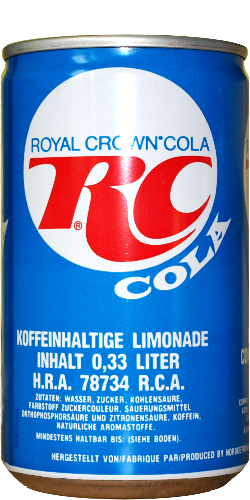 ROYAL CROWN COLA
RC®
COLA
KOFFEINHALTIGE LIMONADE
INHALT 0,33 LITER
H.R.A. 78734 R.C.A.
ZUTATEN: WASSER, ZUCKER, KOHLENSÄURE,
FARBSTOFF ZUCKERCOULEUR, SÄUERUNGSMITTEL
ORTHOPHOSPHORSÄURE UND ZITRONENSÄURE, KOFFEIN,
NATÜRLICHE AROMASTOFFE.
MINDESTENS HALTBAR BIS: (SIEHE BODEN).
HERGESTELLT VON/FABRIQUE PAR/PRODUCED BY